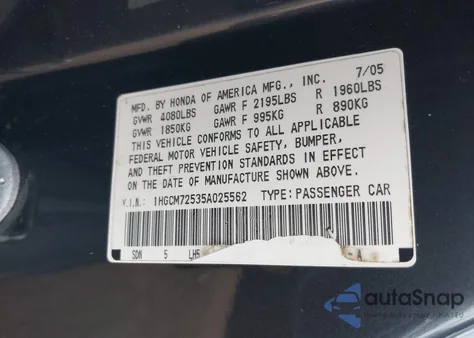 MFD. BY HONDA OF AMERICA MFG., INC. 7/05
GVWR 4080LBS GAWR F 2195LBS R 1960LBS
GVWR 1850KG GAWR F 995KG R 890KG
THIS VEHICLE CONFORMS TO ALL APPLICABLE
FEDERAL MOTOR VEHICLE SAFETY, BUMPER,
AND THEFT PREVENTION STANDARDS IN EFFECT
ON THE DATE OF MANUFACTURE SHOWN ABOVE.
V.I.N.: 1HGCM72535A025562 TYPE: PASSENGER CAR
SDN 5 LH5 - A
autoSnap